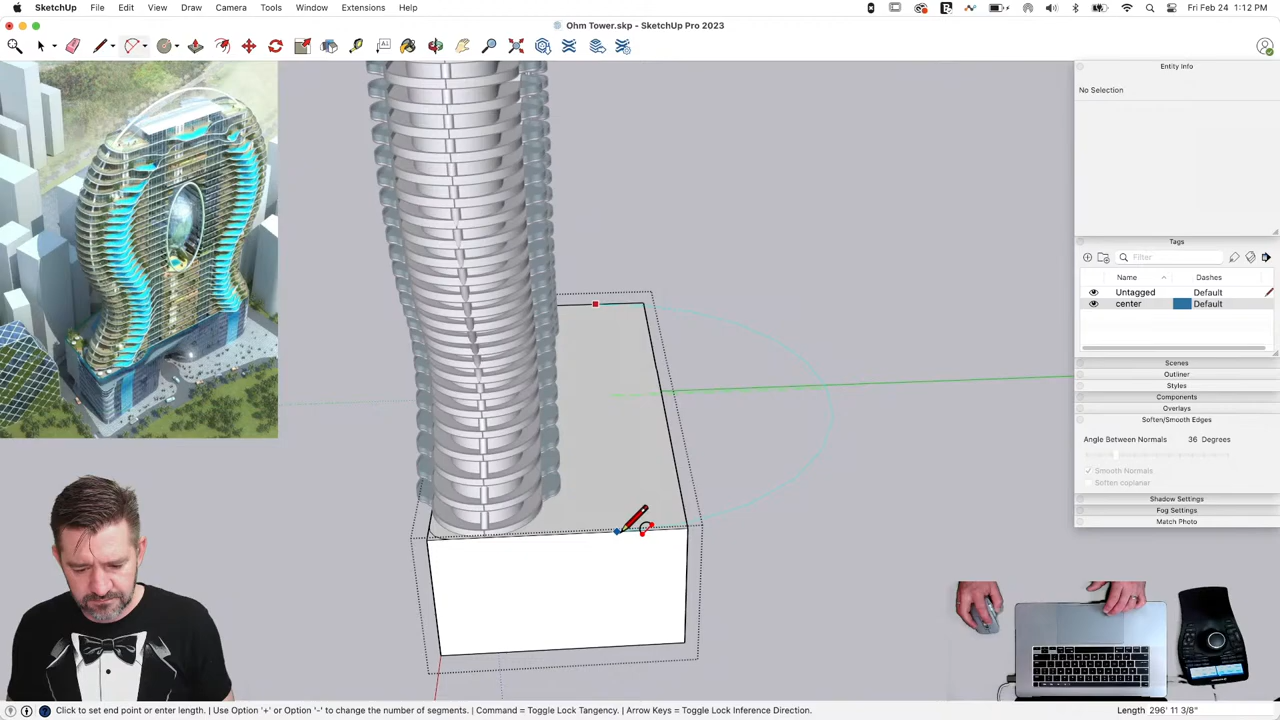 SketchUp File Edit View Draw Camera Tools Window Extensions Help Fri Feb 24 1:12 PM
Ohm Tower.skp - SketchUp Pro 2023
Entity Info
No Selection
Tags
Filter
Name Dashes
Untagged Default
center Default
Scenes
Outliner
Styles
Components
Overlays
Soften/Smooth Edges
Angle Between Normals 36 Degrees
Smooth Normals
Soften coplanar
Shadow Settings
Fog Settings
Match Photo
Click to set end point or enter length. | Use Option '+' or Option '-' to change the number of segments. | Command = Toggle Lock Tangency. | Arrow Keys = Toggle Lock Inference Direction. Length 296' 11 3/8"